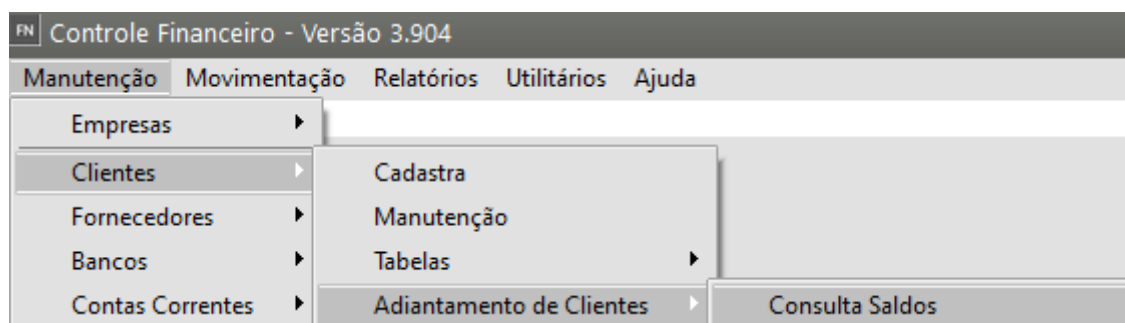 FN Controle Financeiro - Versão 3.904
Manutenção Movimentação Relatórios Utilitários Ajuda
Empresas
Clientes Cadastra
Fornecedores Manutenção
Bancos Tabelas
Contas Correntes Adiantamento de Clientes Consulta Saldos